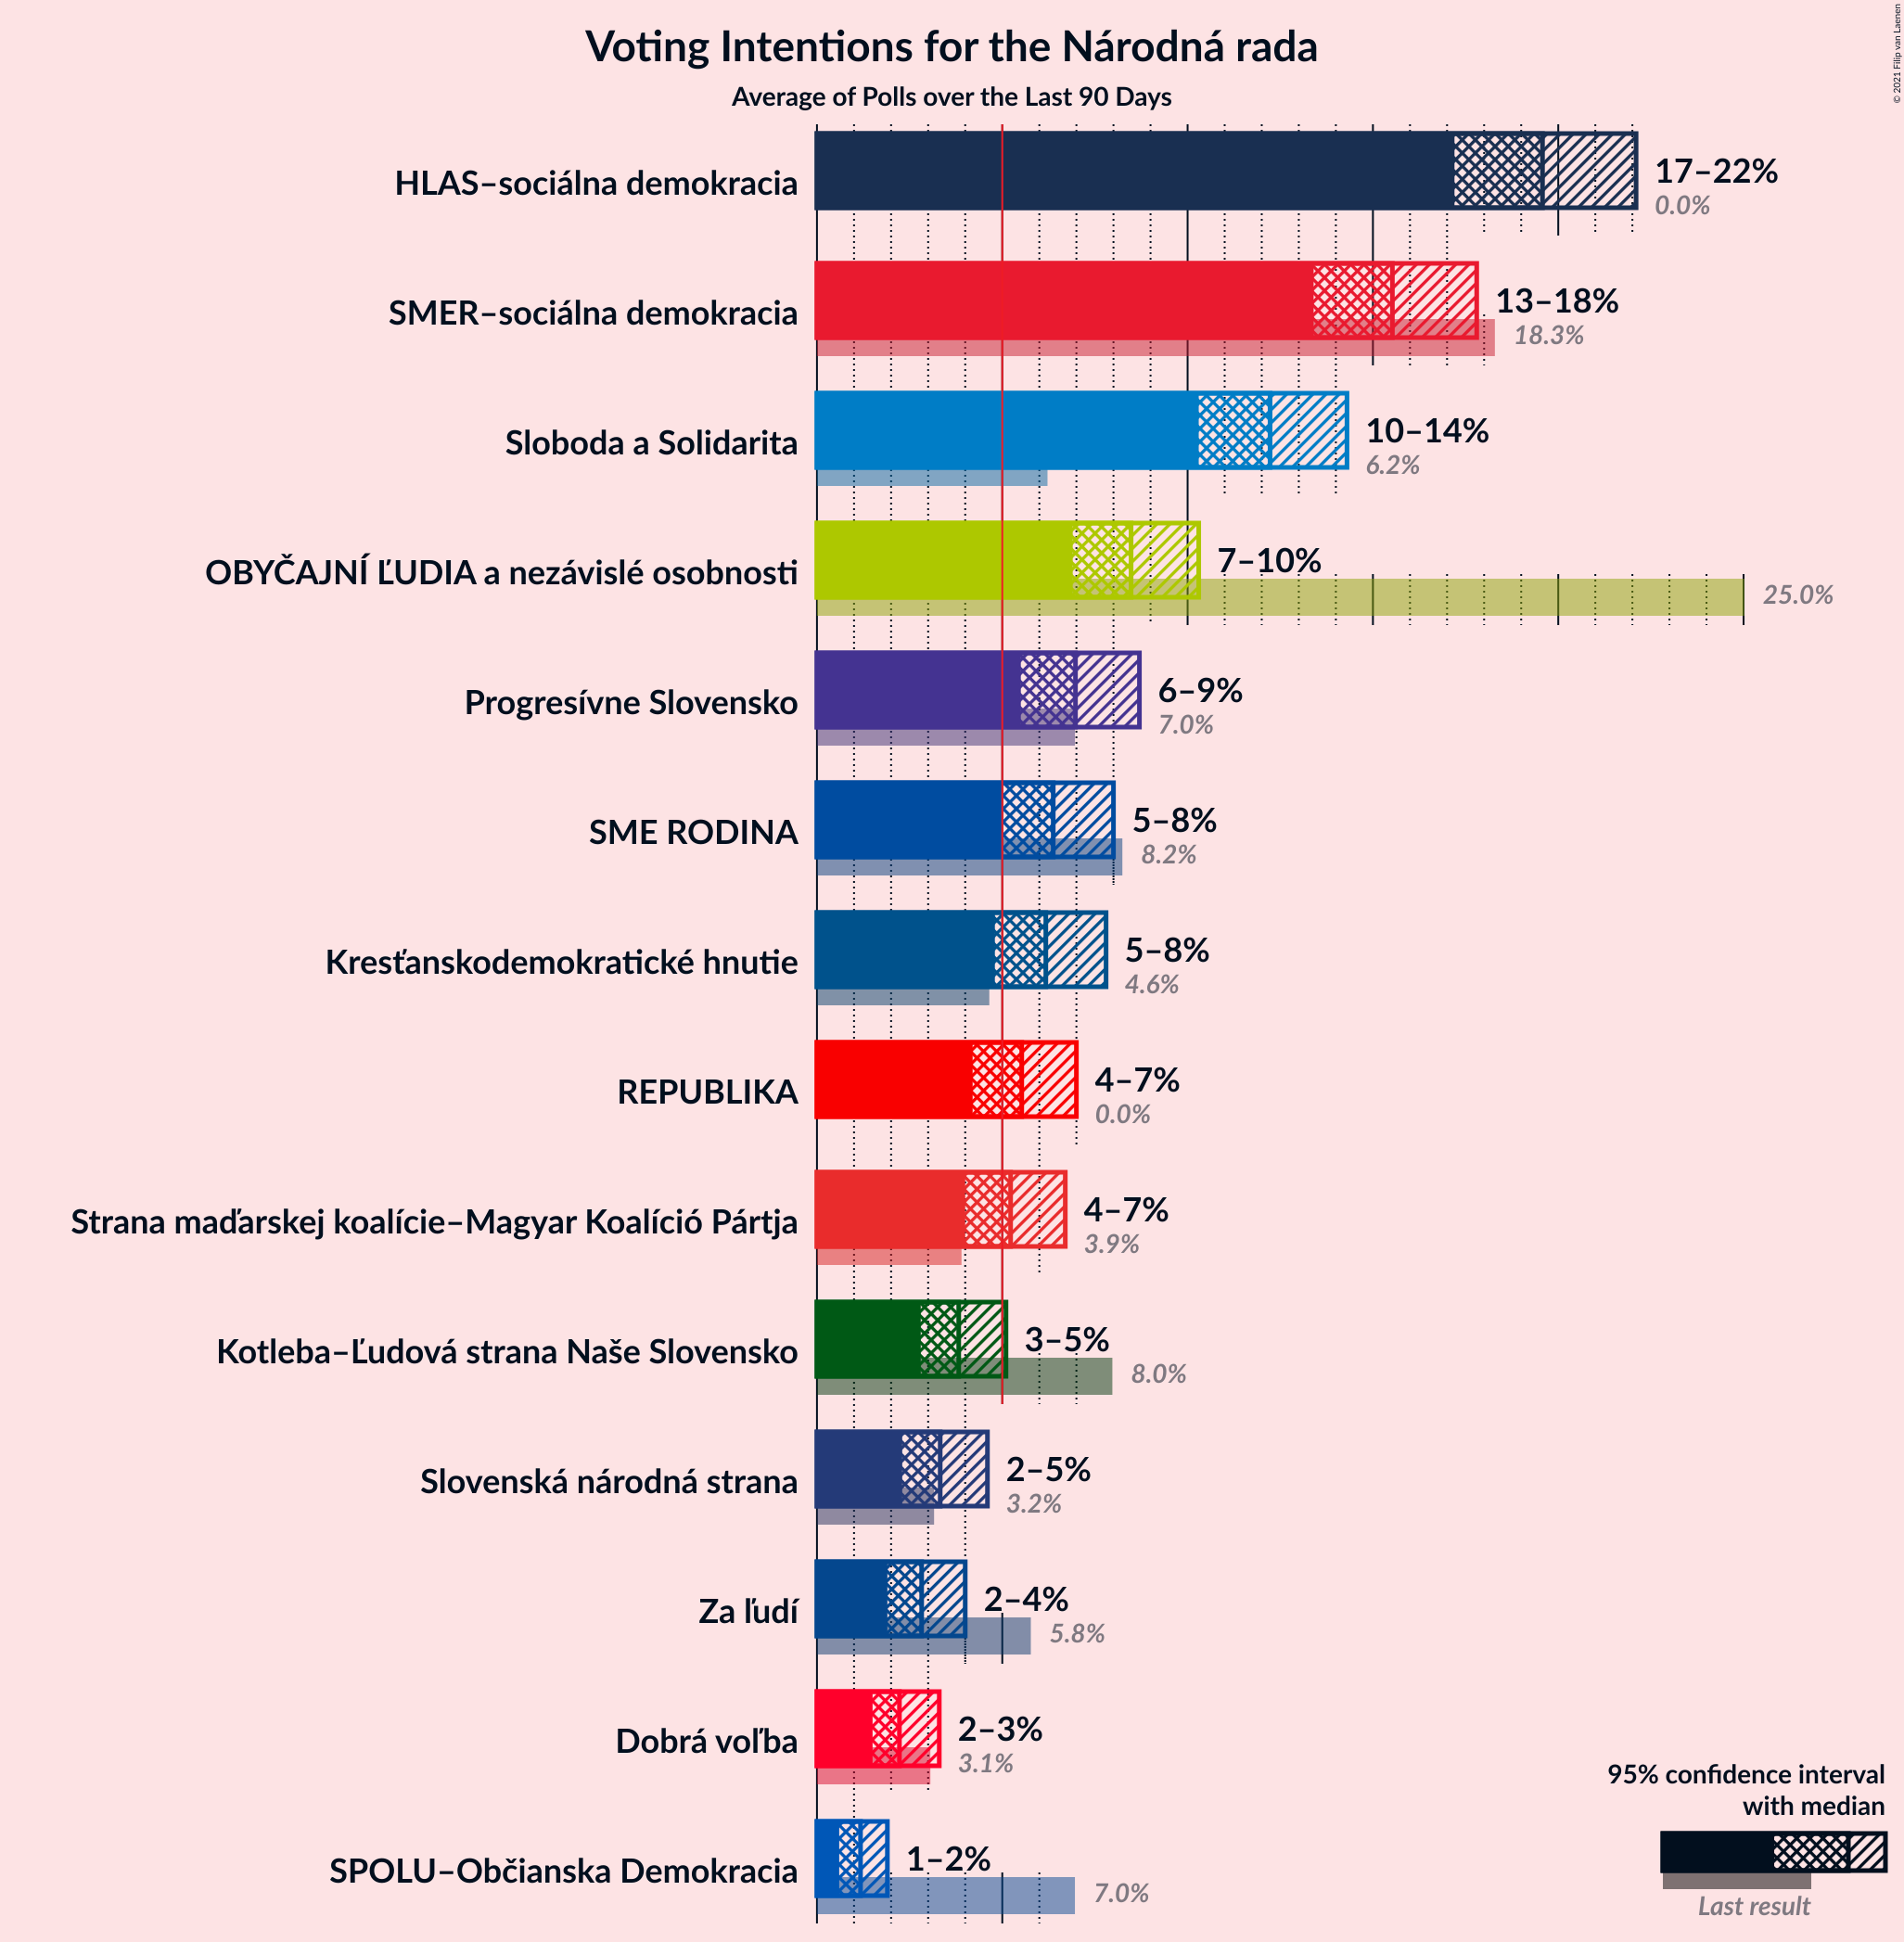 © 2021 Filip van Laenen
Voting Intentions for the Národná rada
Average of Polls over the Last 90 Days
HLAS–sociálna demokracia
17–22%
0.0%
SMER–sociálna demokracia
13–18%
18.3%
Sloboda a Solidarita
10–14%
6.2%
OBYČAJNÍ ĽUDIA a nezávislé osobnosti
7–10%
25.0%
Progresívne Slovensko
6–9%
7.0%
SME RODINA
5–8%
8.2%
Kresťanskodemokratické hnutie
5–8%
4.6%
REPUBLIKA
4–7%
0.0%
Strana maďarskej koalície–Magyar Koalíció Pártja
4–7%
3.9%
Kotleba–Ľudová strana Naše Slovensko
3–5%
8.0%
Slovenská národná strana
2–5%
3.2%
Za ľudí
2–4%
5.8%
Dobrá voľba
2–3%
3.1%
SPOLU–Občianska Demokracia
1–2%
7.0%
95% confidence interval
with median
Last result